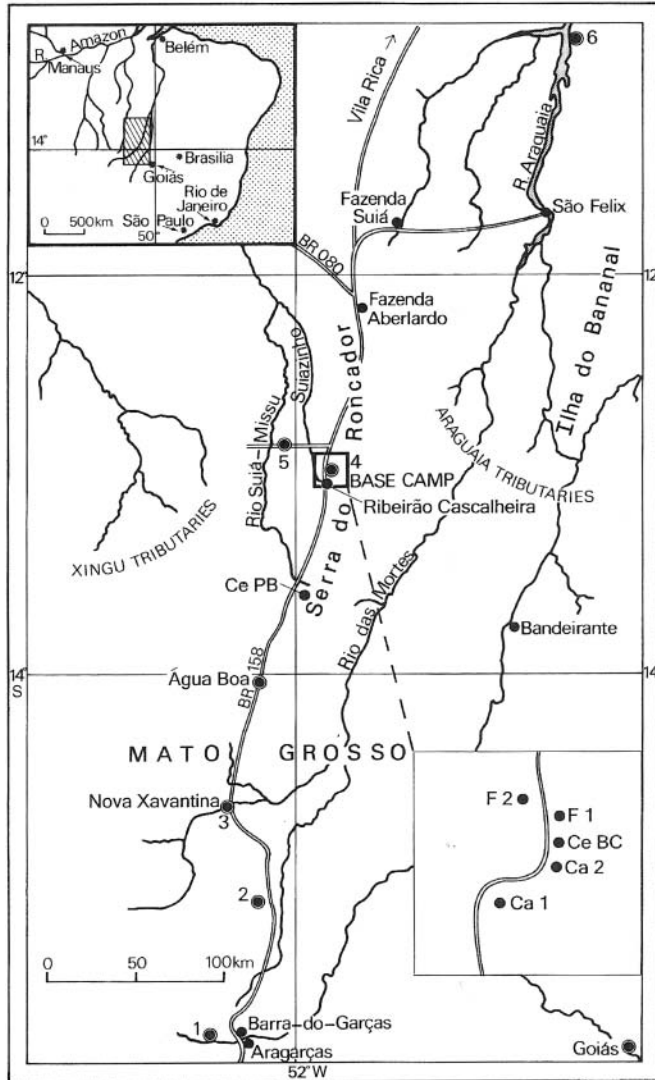 R. Amazon
Manaus
Belém
14°
Brasilia
Goiás
Rio de
Janeiro
São Paulo
0 500km
50°
Vila Rica
6
R. Araguaia
Fazenda
Suiá
São Felix
BR 080
12°
12°
Fazenda
Aberlardo
Suiazinho
Rio Suiá-Missu
Serra do Roncador
Ilha do Bananal
ARAGUAIA TRIBUTARIES
5
4
BASE CAMP
Ribeirão Cascalheira
XINGU TRIBUTARIES
Ce PB
Rio das Mortes
Bandeirante
14°
S
14°
Água Boa
BR 158
MATO GROSSO
Nova Xavantina
3
F 2
F 1
Ce BC
Ca 2
Ca 1
2
0 50 100km
1
Barra-do-Garças
Aragarças
Goiás
52°W